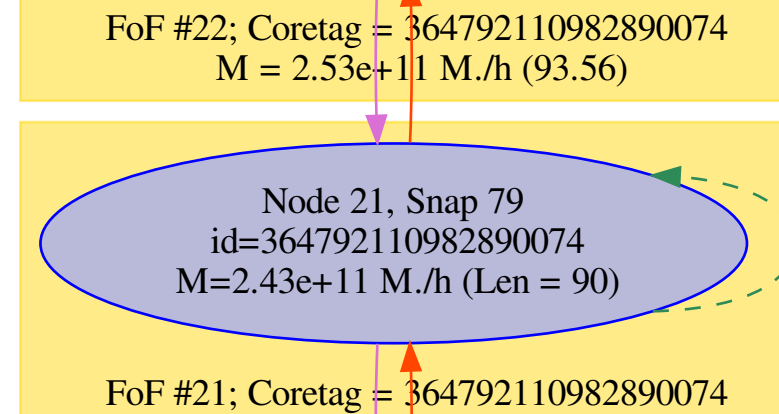 FoF #22; Coretag = 364792110982890074
M = 2.53e+11 M./h (93.56)
Node 21, Snap 79
id=364792110982890074
M=2.43e+11 M./h (Len = 90)
FoF #21; Coretag = 364792110982890074